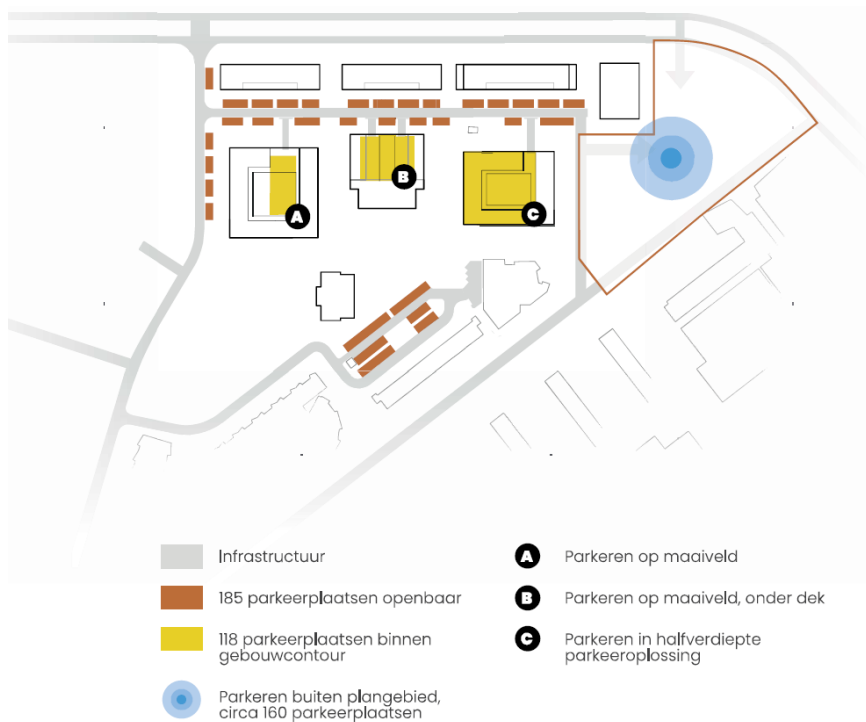 A
B
C
Infrastructuur
185 parkeerplaatsen openbaar
118 parkeerplaatsen binnen
gebouwcontour
Parkeren buiten plangebied,
circa 160 parkeerplaatsen
A Parkeren op maaiveld
B Parkeren op maaiveld, onder dek
C Parkeren in halfverdiepte
parkeeroplossing